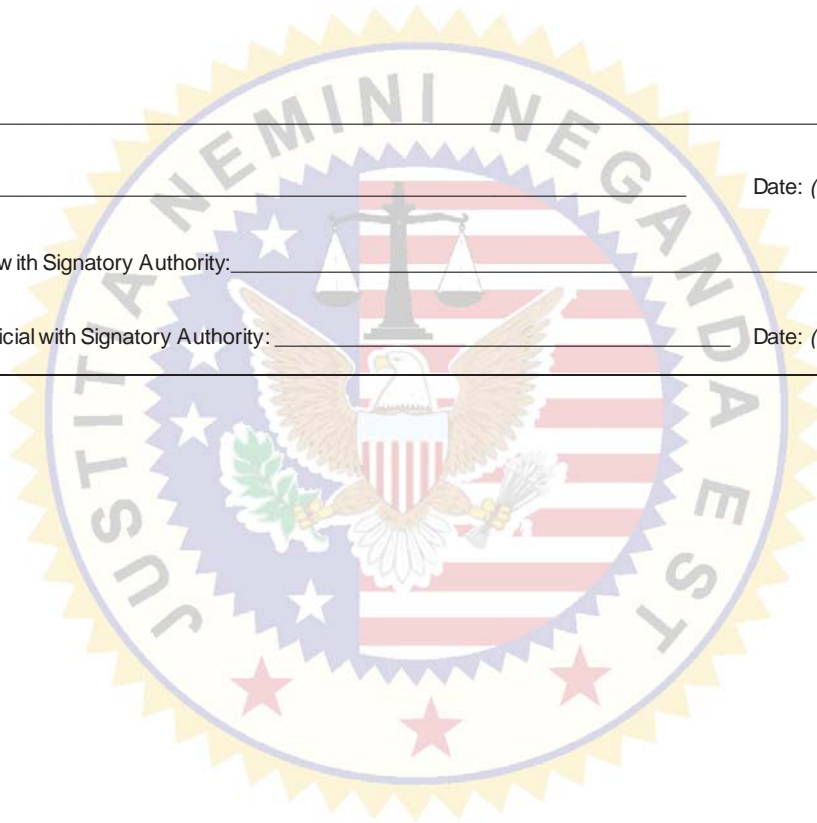 JUSTITIA NEMINI NEGANDA EST
Date: (
with Signatory Authority:
icial with Signatory Authority: Date: (